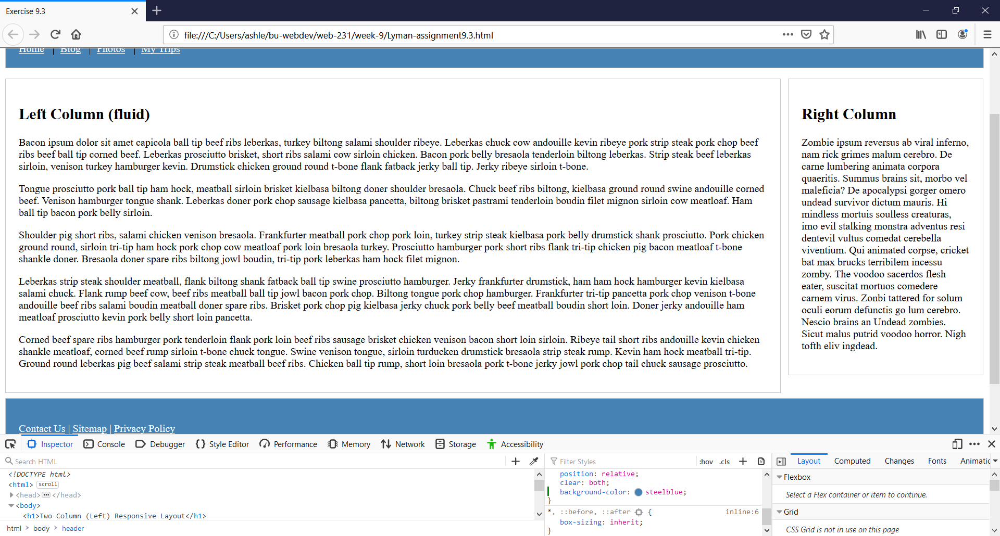 Exercise 9.3
file:///C:/Users/ashle/bu-webdev/web-231/week-9/Lyman-assignment9.3.html
Home | Blog | Photos | My Trips
Left Column (fluid)
Bacon ipsum dolor sit amet capicola ball tip beef ribs leberkas, turkey biltong salami shoulder ribeye. Leberkas chuck cow andouille kevin ribeye pork strip steak pork chop beef
ribs beef ball tip corned beef. Leberkas prosciutto brisket, short ribs salami cow sirloin chicken. Bacon pork belly bresaola tenderloin biltong leberkas. Strip steak beef leberkas
sirloin, venison turkey hamburger kevin. Drumstick chicken ground round t-bone flank fatback jerky ball tip. Jerky ribeye sirloin t-bone.
Tongue prosciutto pork ball tip ham hock, meatball sirloin brisket kielbasa biltong doner shoulder bresaola. Chuck beef ribs biltong, kielbasa ground round swine andouille corned
beef. Venison hamburger tongue shank. Leberkas doner pork chop sausage kielbasa pancetta, biltong brisket pastrami tenderloin boudin filet mignon sirloin cow meatloaf. Ham
ball tip bacon pork belly sirloin.
Shoulder pig short ribs, salami chicken venison bresaola. Frankfurter meatball pork chop pork loin, turkey strip steak kielbasa pork belly drumstick shank prosciutto. Pork chicken
ground round, sirloin tri-tip ham hock pork chop cow meatloaf pork loin bresaola turkey. Prosciutto hamburger pork short ribs flank tri-tip chicken pig bacon meatloaf t-bone
shankle doner. Bresaola doner spare ribs biltong jowl boudin, tri-tip pork leberkas ham hock filet mignon.
Leberkas strip steak shoulder meatball, flank biltong shank fatback ball tip swine prosciutto hamburger. Jerky frankfurter drumstick, ham ham hock hamburger kevin kielbasa
salami chuck. Flank rump beef cow, beef ribs meatball ball tip jowl bacon pork chop. Biltong tongue pork chop hamburger. Frankfurter tri-tip pancetta pork chop venison t-bone
andouille beef ribs salami boudin meatball doner spare ribs. Brisket pork chop pig kielbasa jerky chuck pork belly beef meatball boudin short loin. Doner jerky andouille ham
meatloaf prosciutto kevin pork belly short loin pancetta.
Corned beef spare ribs hamburger pork tenderloin flank pork loin beef ribs sausage brisket chicken venison bacon short loin sirloin. Ribeye tail short ribs andouille kevin chicken
shankle meatloaf, corned beef rump sirloin t-bone chuck tongue. Swine venison tongue, sirloin turducken drumstick bresaola strip steak rump. Kevin ham hock meatball tri-tip.
Ground round leberkas pig beef salami strip steak meatball beef ribs. Chicken ball tip rump, short loin bresaola pork t-bone jerky jowl pork chop tail chuck sausage prosciutto.
Right Column
Zombie ipsum reversus ab viral inferno,
nam rick grimes malum cerebro. De
carne lumbering animata corpora
quaeritis. Summus brains sit, morbo vel
maleficia? De apocalypsi gorger omero
undead survivor dictum mauris. Hi
mindless mortuis soulless creaturas,
imo evil stalking monstra adventus resi
dentevil vultus comedat cerebella
viventium. Qui animated corpse, cricket
bat max brucks terribilem incessu
zomby. The voodoo sacerdos flesh
eater, suscitat mortuos comedere
carnem virus. Zonbi tattered for solum
oculi eorum defunctis go lum cerebro.
Nescio brains an Undead zombies.
Sicut malus putrid voodoo horror. Nigh
tofth eliv ingdead.
Contact Us | Sitemap | Privacy Policy
Inspector Console Debugger Style Editor Performance Memory Network Storage Accessibility
Search HTML
<!DOCTYPE html>
<html> scroll
<head>…</head>
<body>
<h1>Two Column (Left) Responsive Layout</h1>
html > body > header
Filter Styles :hov .cls
position: relative;
clear: both;
background-color: steelblue;
}
*, ::before, ::after { inline:6
box-sizing: inherit;
}
Layout Computed Changes Fonts Animatic
Flexbox
Select a Flex container or item to continue.
Grid
CSS Grid is not in use on this page